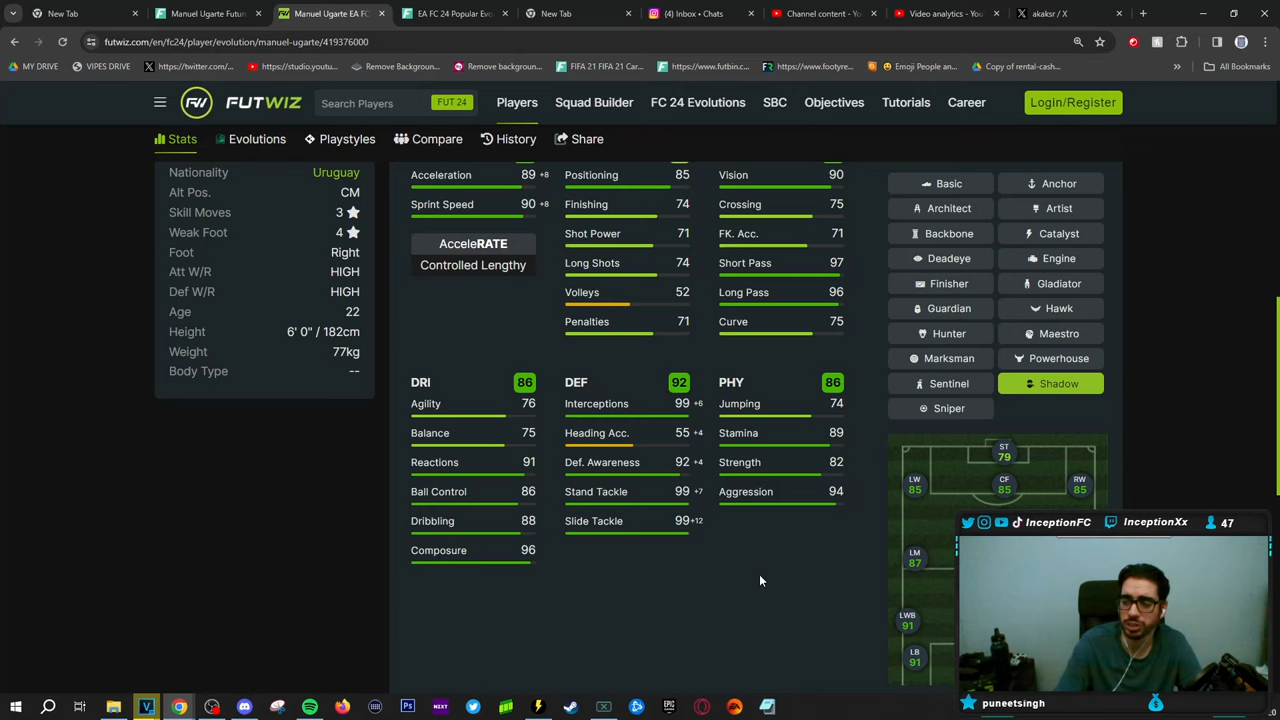 New Tab
Manuel Ugarte Futur
Manuel Ugarte EA FC
EA FC 24 Popular Evo
New Tab
(4) Inbox • Chats
Channel content - Yo
Video analytics - You
akaksr / X
futwiz.com/en/fc24/player/evolution/manuel-ugarte/419376000
MY DRIVE
VIPES DRIVE
https://twitter.com/...
https://studio.youtu...
Remove Background...
Remove backgroun...
FIFA 21 FIFA 21 Car...
https://www.futbin.c...
https://www.footyre...
Emoji People an...
Copy of rental-cash...
All Bookmarks
FW FUTWIZ
Search Players
FUT 24
Players
Squad Builder
FC 24 Evolutions
SBC
Objectives
Tutorials
Career
Login/Register
Stats
Evolutions
Playstyles
Compare
History
Share
Nationality Uruguay
Alt Pos. CM
Skill Moves 3
Weak Foot 4
Foot Right
Att W/R HIGH
Def W/R HIGH
Age 22
Height 6' 0" / 182cm
Weight 77kg
Body Type --
Acceleration 89 +8
Sprint Speed 90 +8
AcceleRATE
Controlled Lengthy
Positioning 85
Finishing 74
Shot Power 71
Long Shots 74
Volleys 52
Penalties 71
Vision 90
Crossing 75
FK. Acc. 71
Short Pass 97
Long Pass 96
Curve 75
DRI 86
Agility 76
Balance 75
Reactions 91
Ball Control 86
Dribbling 88
Composure 96
DEF 92
Interceptions 99 +6
Heading Acc. 55 +4
Def. Awareness 92 +4
Stand Tackle 99 +7
Slide Tackle 99 +12
PHY 86
Jumping 74
Stamina 89
Strength 82
Aggression 94
Basic
Anchor
Architect
Artist
Backbone
Catalyst
Deadeye
Engine
Finisher
Gladiator
Guardian
Hawk
Hunter
Maestro
Marksman
Powerhouse
Sentinel
Shadow
Sniper
ST
79
LW
85
CF
85
RW
85
LM
87
LWB
91
LB
91
InceptionFC
InceptionXx
47
puneetsingh